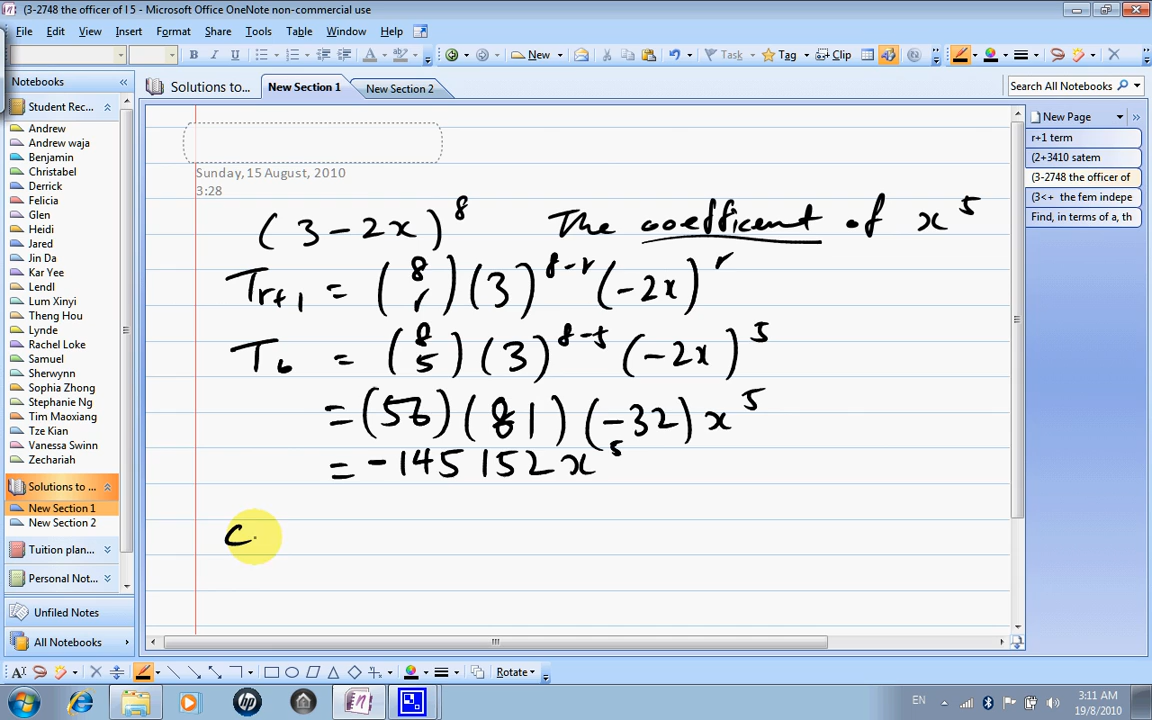 (3-2748 the officer of I 5 - Microsoft Office OneNote non-commercial use
File Edit View Insert Format Share Tools Table Window Help
New Task Tag Clip
Notebooks
Solutions to... New Section 1 New Section 2
Search All Notebooks
Student Rec...
Andrew
Andrew waja
Benjamin
Christabel
Derrick
Felicia
Glen
Heidi
Jared
Jin Da
Kar Yee
Lendl
Lum Xinyi
Theng Hou
Lynde
Rachel Loke
Samuel
Sherwynn
Sophia Zhong
Stephanie Ng
Tim Maoxiang
Tze Kian
Vanessa Swinn
Zechariah
Solutions to ...
New Section 1
New Section 2
Tuition plan...
Personal Not...
Unfiled Notes
All Notebooks
Sunday, 15 August, 2010
3:28
(3-2x)^8 The coefficient of x^5
Tr+1 = (8 r)(3)^8-r (-2x)^r
T6 = (8 5)(3)^8-5 (-2x)^5
=(56)(81)(-32)x^5
= -145 152x^5
C
New Page
r+1 term
(2+3410 satem
(3-2748 the officer of
(3<+ the fem indepe
Find, in terms of a, th
Rotate
EN
3:11 AM
19/8/2010